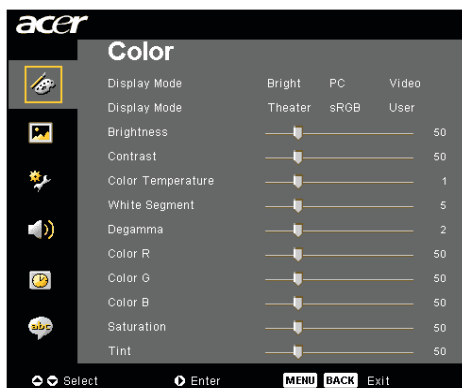 acer
Color
Display Mode Bright PC Video
Display Mode Theater sRGB User
Brightness 50
Contrast 50
Color Temperature 1
White Segment 5
Degamma 2
Color R 50
Color G 50
Color B 50
Saturation 50
Tint 50
abc
Select Enter MENU BACK Exit